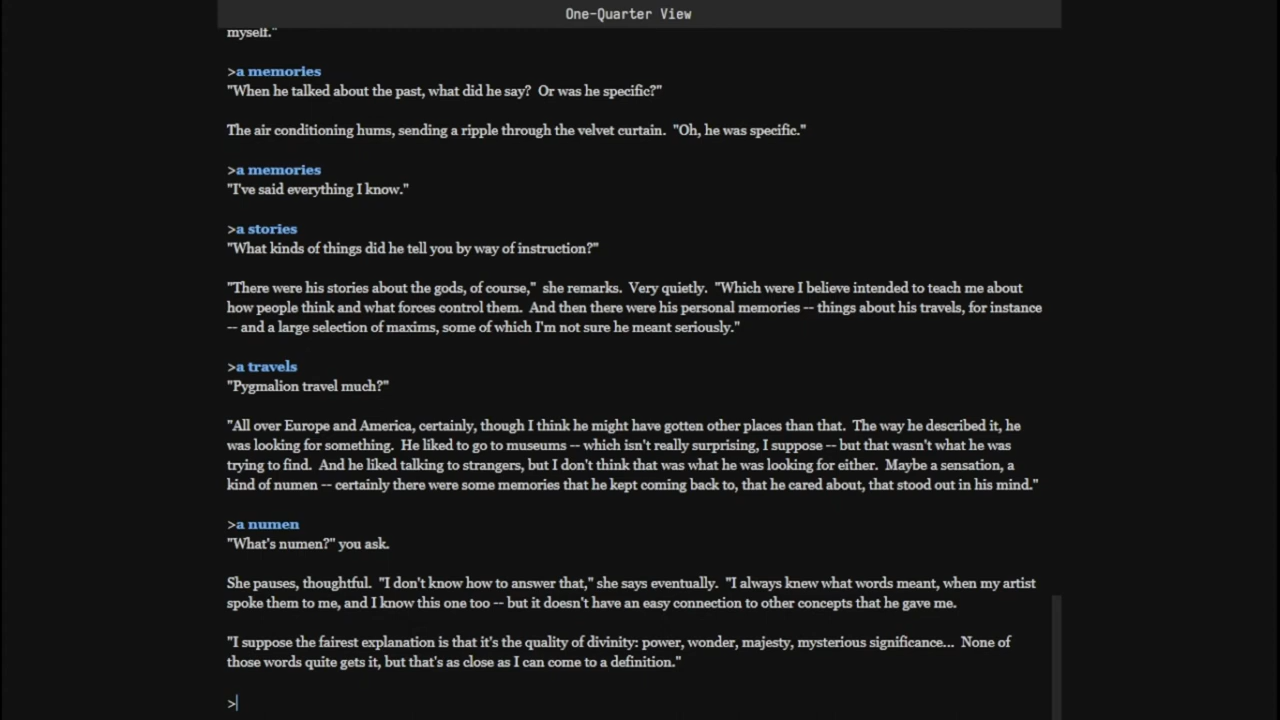 One-Quarter View
myself."
>a memories
"When he talked about the past, what did he say?  Or was he specific?"
The air conditioning hums, sending a ripple through the velvet curtain.  "Oh, he was specific."
>a memories
"I've said everything I know."
>a stories
"What kinds of things did he tell you by way of instruction?"
"There were his stories about the gods, of course,"  she remarks.  Very quietly.  "Which were I believe intended to teach me about
how people think and what forces control them.  And then there were his personal memories -- things about his travels, for instance
-- and a large selection of maxims, some of which I'm not sure he meant seriously."
>a travels
"Pygmalion travel much?"
"All over Europe and America, certainly, though I think he might have gotten other places than that.  The way he described it, he
was looking for something.  He liked to go to museums -- which isn't really surprising, I suppose -- but that wasn't what he was
trying to find.  And he liked talking to strangers, but I don't think that was what he was looking for either.  Maybe a sensation, a
kind of numen -- certainly there were some memories that he kept coming back to, that he cared about, that stood out in his mind."
>a numen
"What's numen?" you ask.
She pauses, thoughtful.  "I don't know how to answer that," she says eventually.  "I always knew what words meant, when my artist
spoke them to me, and I know this one too -- but it doesn't have an easy connection to other concepts that he gave me.
"I suppose the fairest explanation is that it's the quality of divinity: power, wonder, majesty, mysterious significance...  None of
those words quite gets it, but that's as close as I can come to a definition."
>